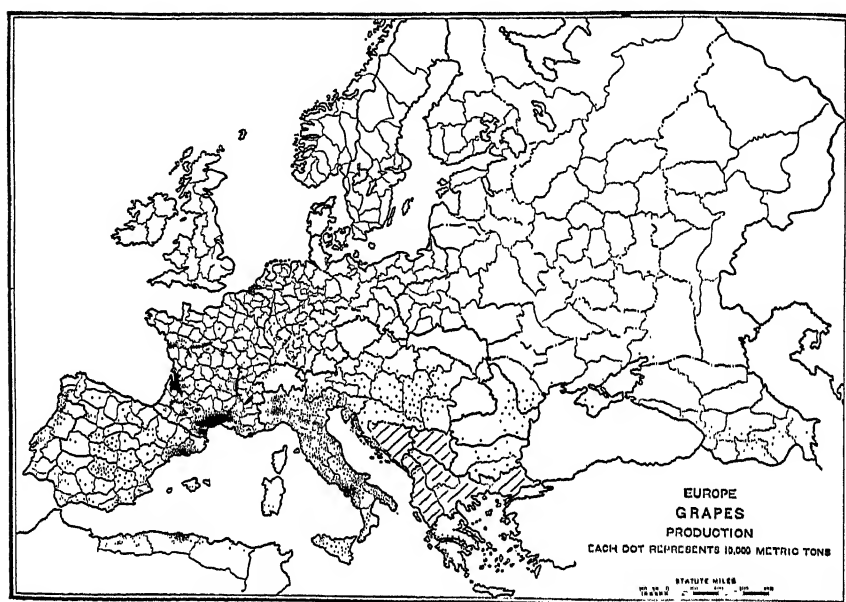 EUROPE
GRAPES
PRODUCTION
EACH DOT REPRESENTS 10,000 METRIC TONS
STATUTE MILES